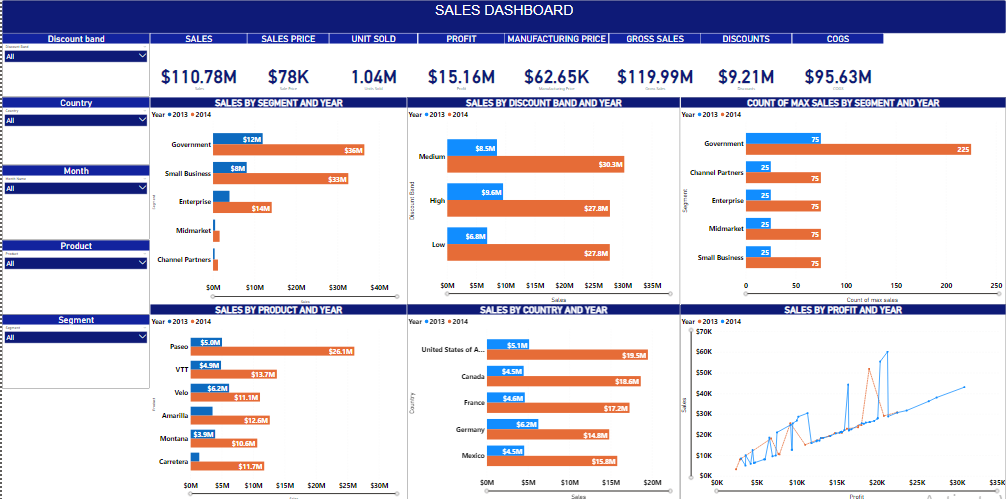 SALES DASHBOARD
Discount band
SALES
SALES PRICE
UNIT SOLD
PROFIT
MANUFACTURING PRICE
GROSS SALES
DISCOUNTS
COGS
Discount Band
All
$110.78M
Sales
$78K
Sale Price
1.04M
Units Sold
$15.16M
Profit
$62.65K
Manufacturing Price
$119.99M
Gross Sales
$9.21M
Discounts
$95.63M
COGS
Country
Country
All
Month
Month Name
All
Product
Product
All
Segment
Segment
All
SALES BY SEGMENT AND YEAR
Year 2013 2014
Segment
Government
$12M
$36M
Small Business
$8M
$33M
Enterprise
$14M
Midmarket
Channel Partners
$0M $10M $20M $30M $40M
Sales
SALES BY DISCOUNT BAND AND YEAR
Year 2013 2014
Discount Band
Medium
$8.5M
$30.3M
High
$9.6M
$27.8M
Low
$6.8M
$27.8M
$0M $5M $10M $15M $20M $25M $30M $35M
Sales
COUNT OF MAX SALES BY SEGMENT AND YEAR
Year 2013 2014
Segment
Government
75
225
Channel Partners
25
75
Enterprise
25
75
Midmarket
25
75
Small Business
25
75
0 50 100 150 200 250
Count of max sales
SALES BY PRODUCT AND YEAR
Year 2013 2014
Product
Paseo
$5.0M
$26.1M
VTT
$4.9M
$13.7M
Velo
$6.2M
$11.1M
Amarilla
$12.6M
Montana
$3.9M
$10.6M
Carretera
$11.7M
$0M $5M $10M $15M $20M $25M $30M
SALES BY COUNTRY AND YEAR
Year 2013 2014
Country
United States of A...
$5.1M
$19.5M
Canada
$4.5M
$18.6M
France
$4.6M
$17.2M
Germany
$6.2M
$14.8M
Mexico
$4.5M
$15.8M
$0M $10M $20M
Sales
SALES BY PROFIT AND YEAR
Year 2013 2014
Sales
$70K
$60K
$50K
$40K
$30K
$20K
$10K
$0K
$0K $5K $10K $15K $20K $25K $30K
Profit